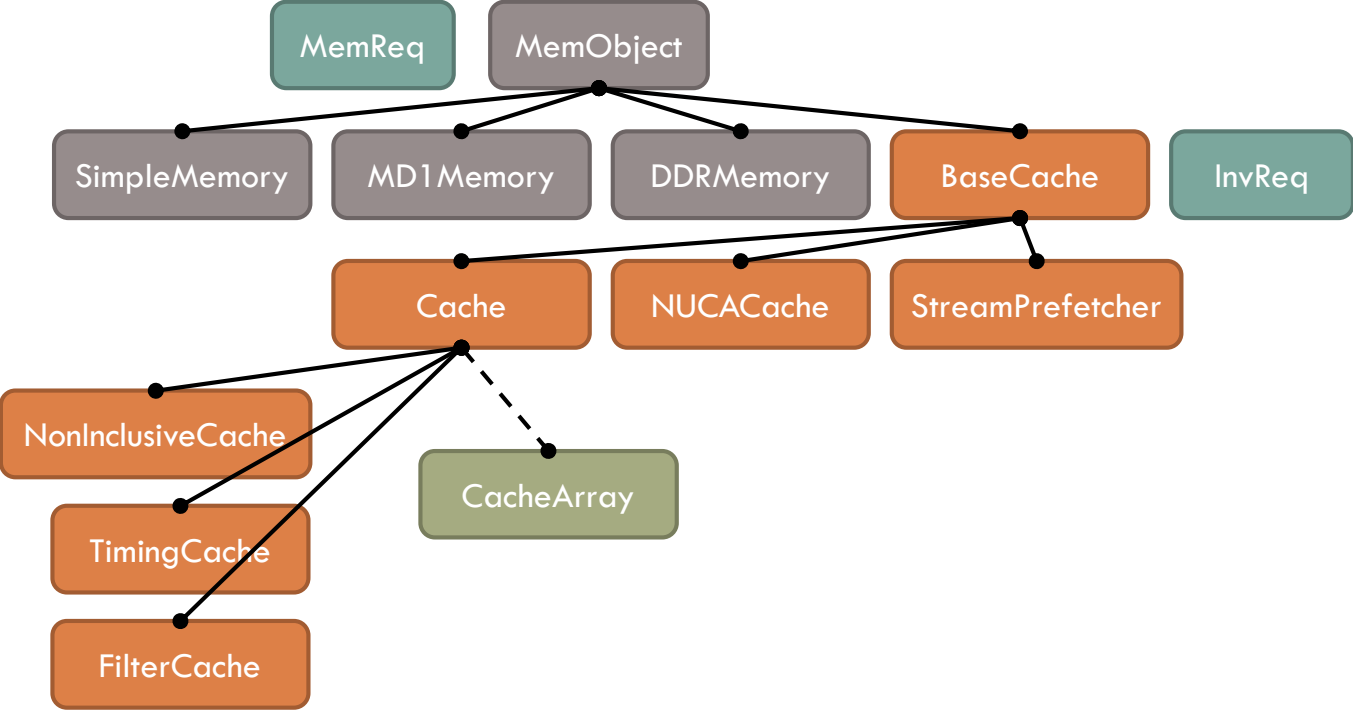 MemReq
MemObject
SimpleMemory
MD1Memory
DDRMemory
BaseCache
InvReq
Cache
NUCACache
StreamPrefetcher
NonInclusiveCache
CacheArray
TimingCache
FilterCache